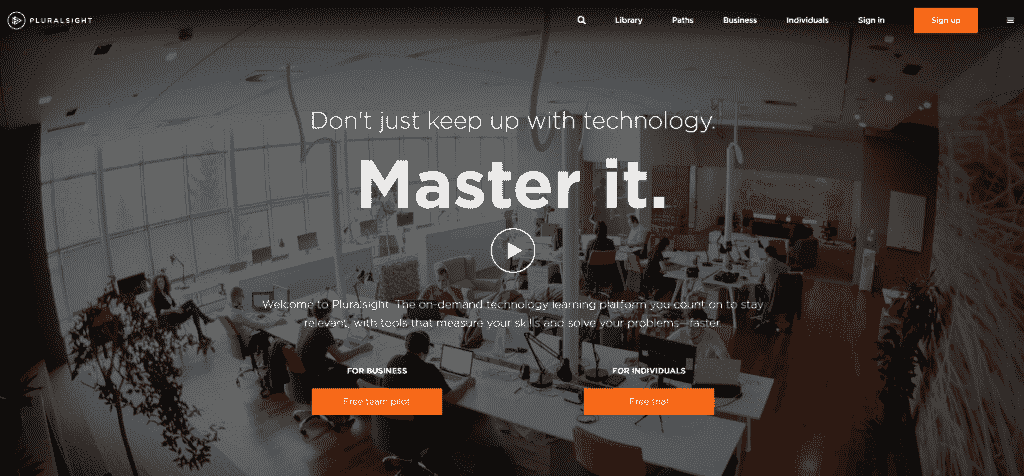 PLURALSIGHT
Library
Paths
Business
Individuals
Sign in
Sign up
Don't just keep up with technology.
Master it.
Welcome to Pluralsight. The on-demand technology learning platform you count on to stay
relevant, with tools that measure your skills and solve your problems—faster.
FOR BUSINESS
FOR INDIVIDUALS
Free team pilot
Free trial